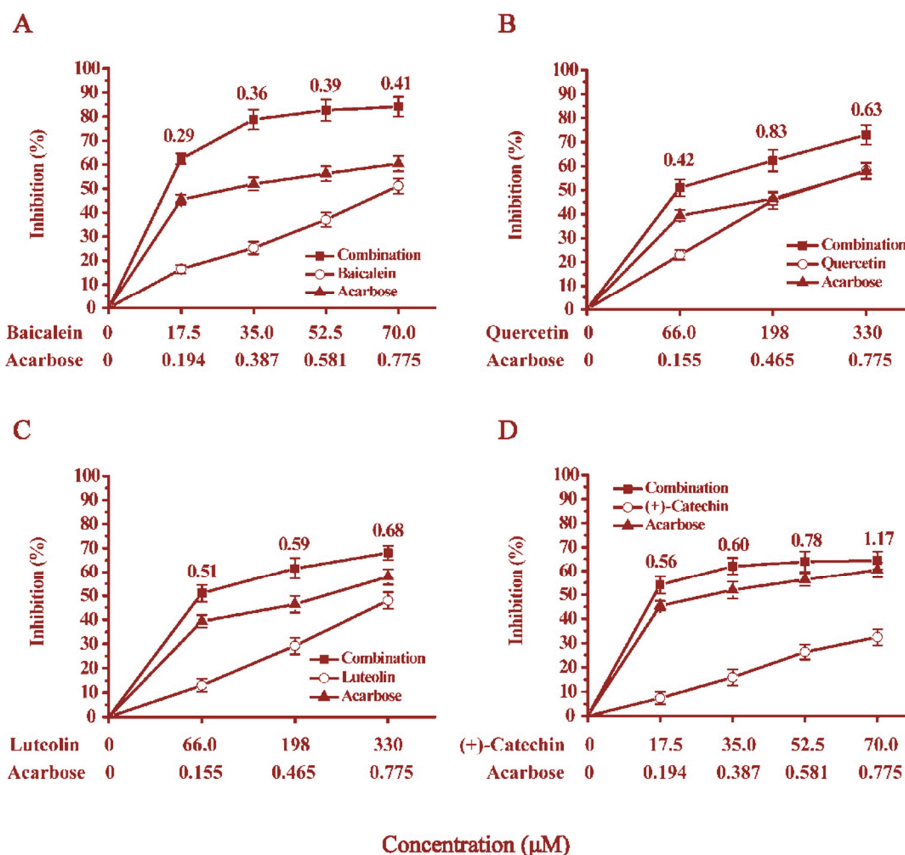 A
100
90
80
70
60
50
40
30
20
10
0
Inhibition (%)
0.29
0.36
0.39
0.41
Combination
Baicalein
Acarbose
Baicalein 0 17.5 35.0 52.5 70.0
Acarbose 0 0.194 0.387 0.581 0.775
B
100
90
80
70
60
50
40
30
20
10
0
Inhibition (%)
0.42
0.83
0.63
Combination
Quercetin
Acarbose
Quercetin 0 66.0 198 330
Acarbose 0 0.155 0.465 0.775
C
100
90
80
70
60
50
40
30
20
10
0
Inhibition (%)
0.51
0.59
0.68
Combination
Luteolin
Acarbose
Luteolin 0 66.0 198 330
Acarbose 0 0.155 0.465 0.775
D
100
90
80
70
60
50
40
30
20
10
0
Inhibition (%)
Combination
(+)-Catechin
Acarbose
0.56
0.60
0.78
1.17
(+)-Catechin 0 17.5 35.0 52.5 70.0
Acarbose 0 0.194 0.387 0.581 0.775
Concentration (μM)